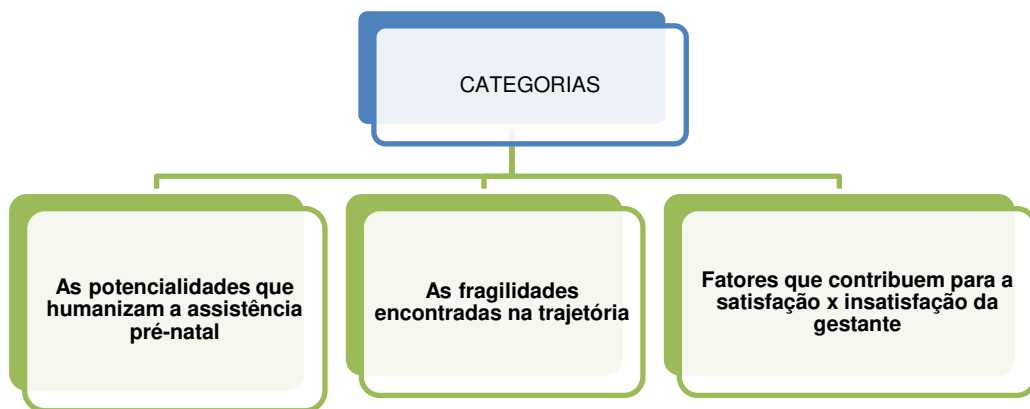 CATEGORIAS
As potencialidades que
humanizam a assistência
pré-natal
As fragilidades
encontradas na trajetória
Fatores que contribuem para a
satisfação x insatisfação da
gestante